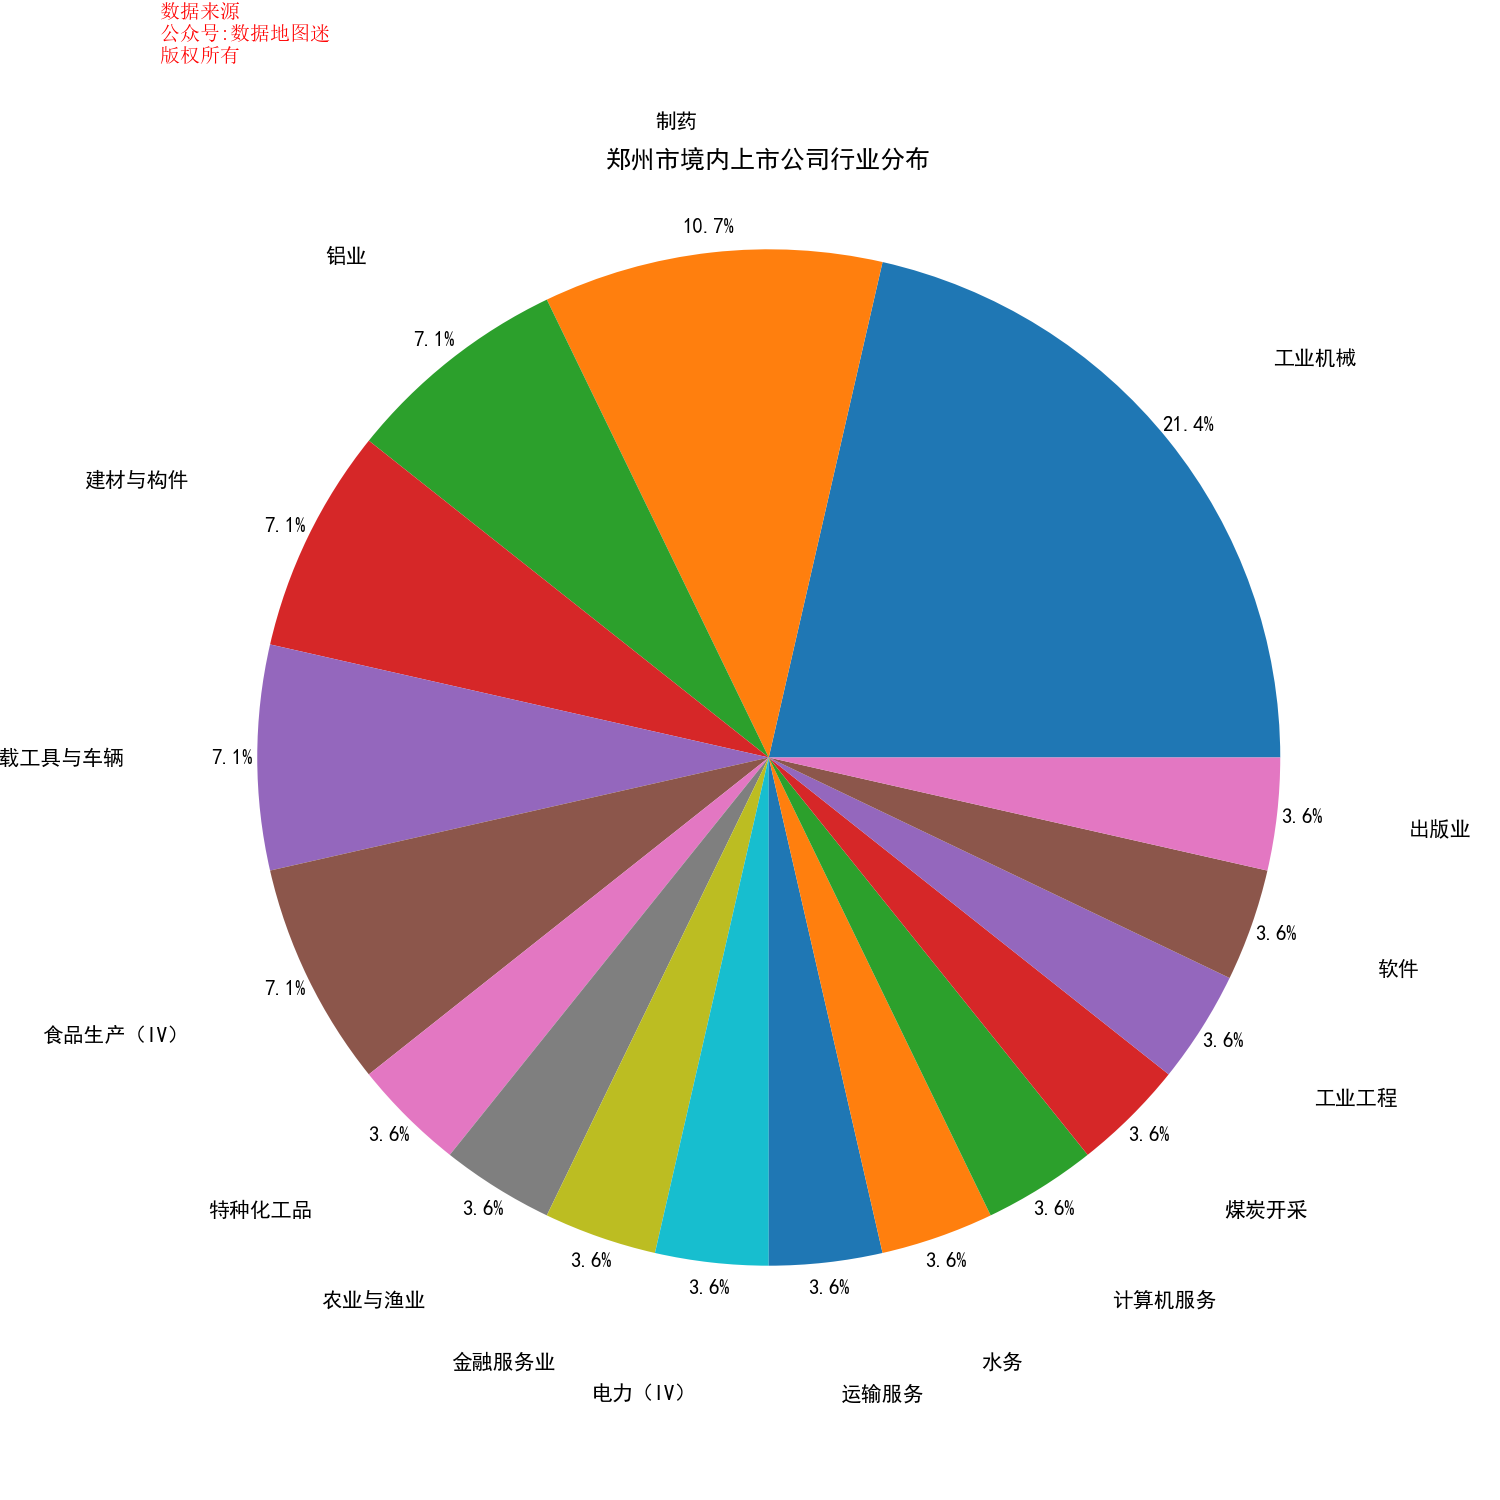 数据来源
公众号:数据地图迷
版权所有
制药
郑州市境内上市公司行业分布
10.7%
铝业
7.1%
工业机械
21.4%
建材与构件
7.1%
载工具与车辆
7.1%
3.6%
出版业
3.6%
软件
7.1%
食品生产（IV）
3.6%
工业工程
3.6%
3.6%
特种化工品
煤炭开采
3.6%
3.6%
农业与渔业
计算机服务
3.6%
3.6%
金融服务业
水务
3.6%
3.6%
电力（IV）
运输服务